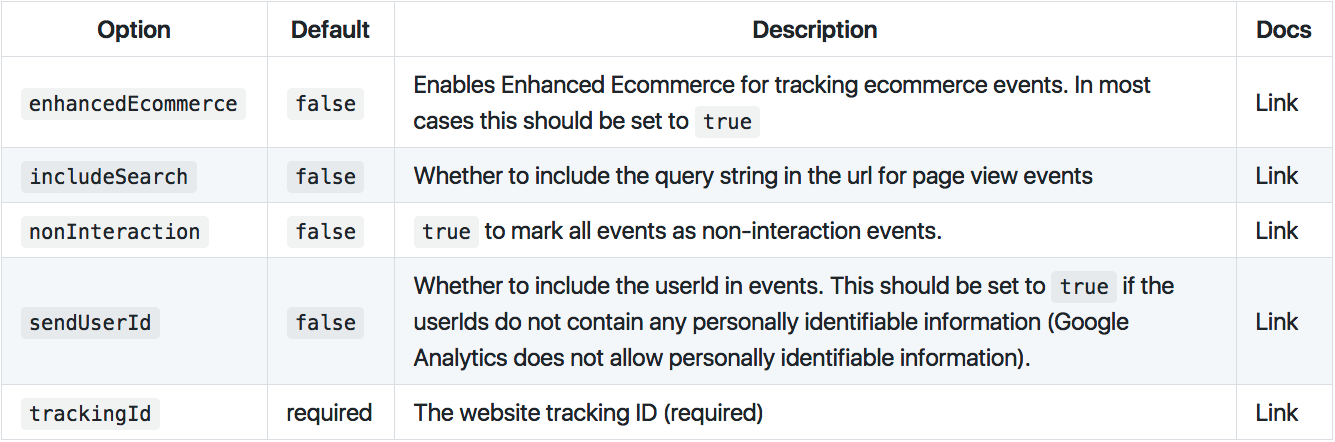 Option Default Description Docs
enhancedEcommerce false Enables Enhanced Ecommerce for tracking ecommerce events. In most
cases this should be set to true Link
includeSearch false Whether to include the query string in the url for page view events Link
nonInteraction false true to mark all events as non-interaction events. Link
Whether to include the userId in events. This should be set to true if the
sendUserId false userIds do not contain any personally identifiable information (Google Link
Analytics does not allow personally identifiable information).
trackingId required The website tracking ID (required) Link